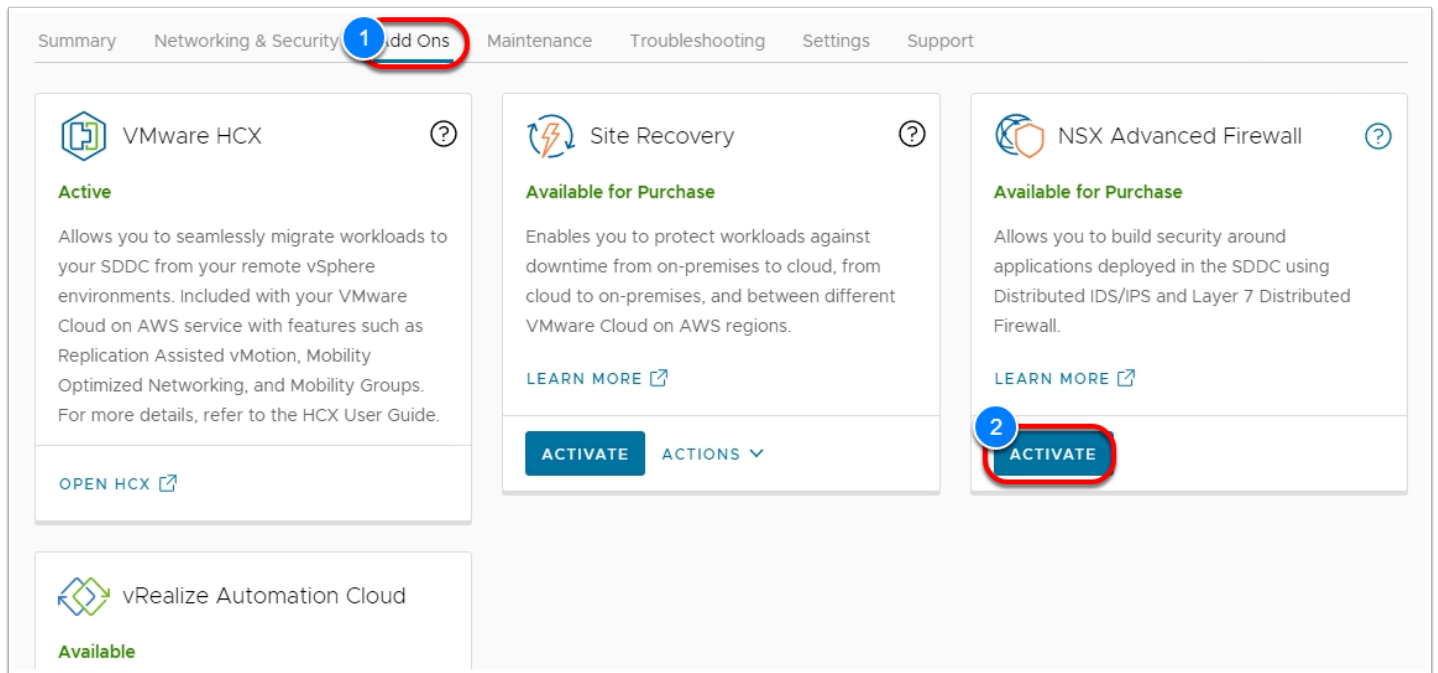 Summary Networking & Security 1 Add Ons Maintenance Troubleshooting Settings Support
VMware HCX ?
Active
Allows you to seamlessly migrate workloads to
your SDDC from your remote vSphere
environments. Included with your VMware
Cloud on AWS service with features such as
Replication Assisted vMotion, Mobility
Optimized Networking, and Mobility Groups.
For more details, refer to the HCX User Guide.
OPEN HCX
Site Recovery ?
Available for Purchase
Enables you to protect workloads against
downtime from on-premises to cloud, from
cloud to on-premises, and between different
VMware Cloud on AWS regions.
LEARN MORE
ACTIVATE ACTIONS
NSX Advanced Firewall ?
Available for Purchase
Allows you to build security around
applications deployed in the SDDC using
Distributed IDS/IPS and Layer 7 Distributed
Firewall.
LEARN MORE
2
ACTIVATE
vRealize Automation Cloud
Available